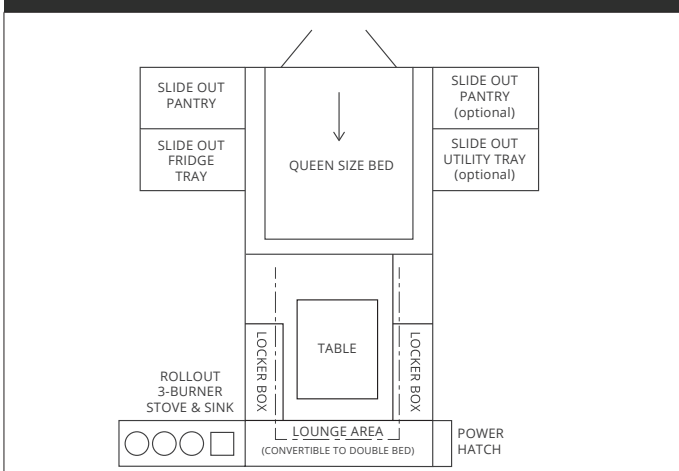 SLIDE OUT
PANTRY
SLIDE OUT
PANTRY
(optional)
SLIDE OUT
FRIDGE
TRAY
QUEEN SIZE BED
SLIDE OUT
UTILITY TRAY
(optional)
LOCKER BOX
TABLE
LOCKER BOX
ROLLOUT
3-BURNER
STOVE & SINK
LOUNGE AREA
(CONVERTIBLE TO DOUBLE BED)
POWER
HATCH